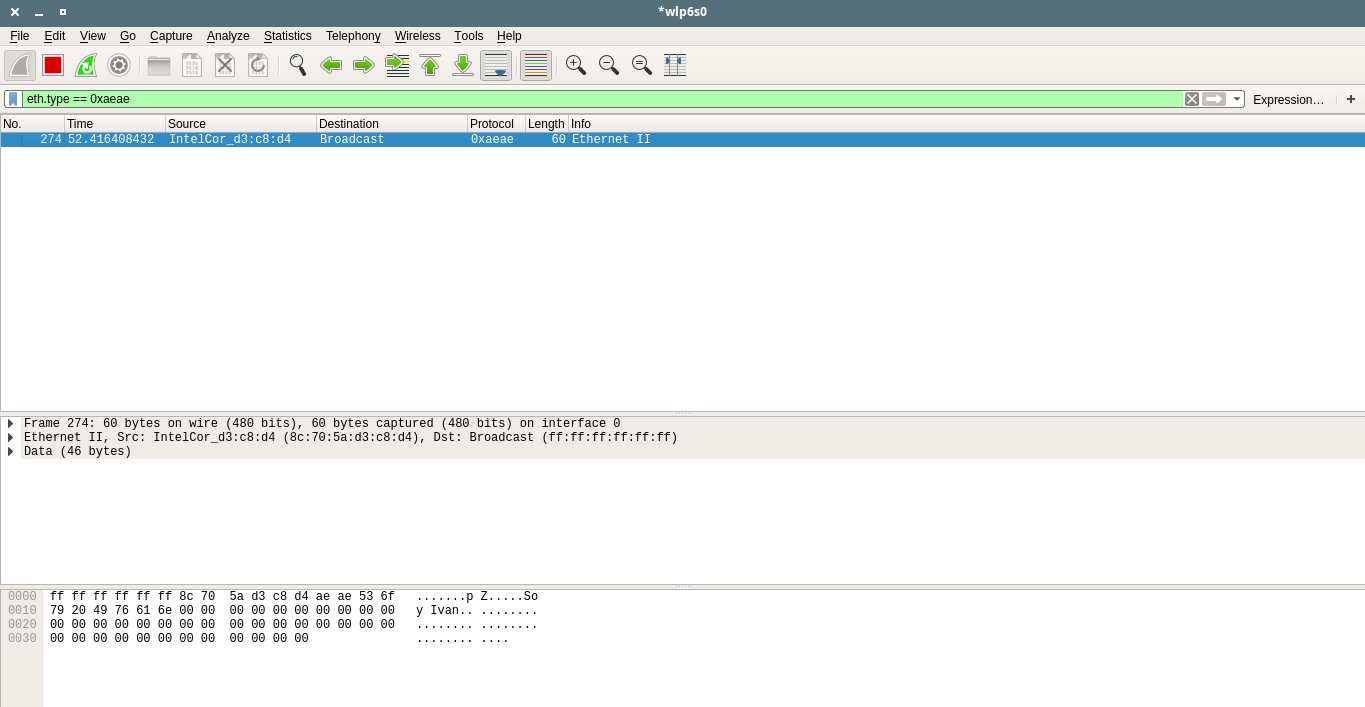 *wlp6s0
File Edit View Go Capture Analyze Statistics Telephony Wireless Tools Help
eth.type == 0xaeae Expression… +
No. Time Source Destination Protocol Length Info
274 52.416408432 IntelCor_d3:c8:d4 Broadcast 0xaeae 60 Ethernet II
Frame 274: 60 bytes on wire (480 bits), 60 bytes captured (480 bits) on interface 0
Ethernet II, Src: IntelCor_d3:c8:d4 (8c:70:5a:d3:c8:d4), Dst: Broadcast (ff:ff:ff:ff:ff:ff)
Data (46 bytes)
0000 ff ff ff ff ff ff 8c 70 5a d3 c8 d4 ae ae 53 6f .......p Z.....So
0010 79 20 49 76 61 6e 00 00 00 00 00 00 00 00 00 00 y Ivan.. ........
0020 00 00 00 00 00 00 00 00 00 00 00 00 00 00 00 00 ........ ........
0030 00 00 00 00 00 00 00 00 00 00 00 00 ........ ....